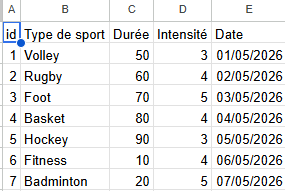 A B C D E
id Type de sport Durée Intensité Date
1 Volley 50 3 01/05/2026
2 Rugby 60 4 02/05/2026
3 Foot 70 5 03/05/2026
4 Basket 80 4 04/05/2026
5 Hockey 90 3 05/05/2026
6 Fitness 10 4 06/05/2026
7 Badminton 20 5 07/05/2026